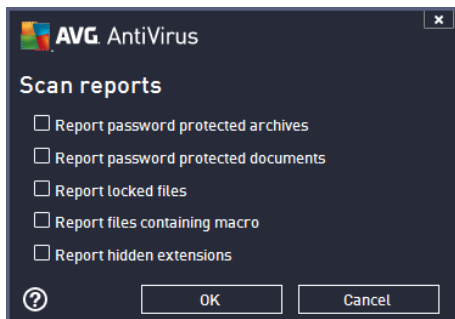 AVG. AntiVirus
Scan reports
Report password protected archives
Report password protected documents
Report locked files
Report files containing macro
Report hidden extensions
OK Cancel